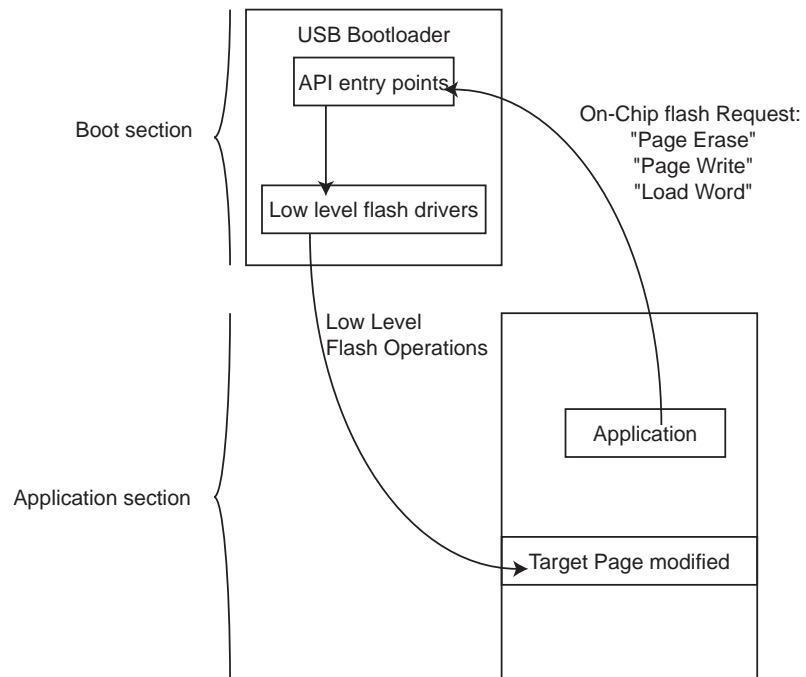 USB Bootloader
API entry points
Boot section
On-Chip flash Request:
"Page Erase"
"Page Write"
"Load Word"
Low level flash drivers
Low Level
Flash Operations
Application
Application section
Target Page modified